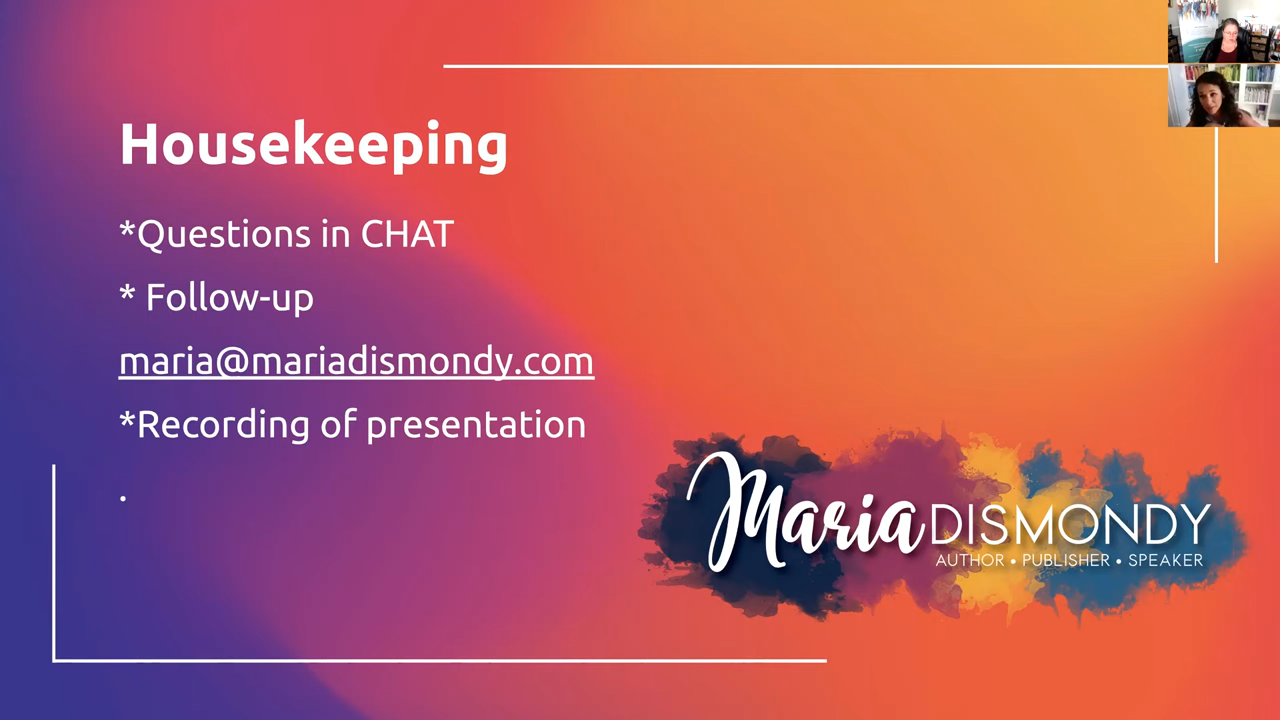 Housekeeping
*Questions in CHAT
* Follow-up
maria@mariadismondy.com
*Recording of presentation
.
Maria DISMONDY
AUTHOR • PUBLISHER • SPEAKER